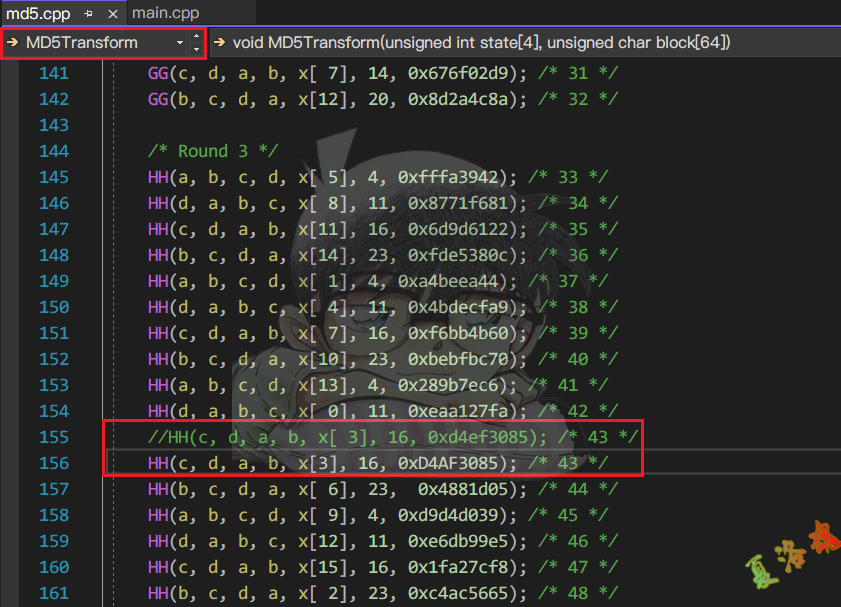 md5.cpp main.cpp
MD5Transform void MD5Transform(unsigned int state[4], unsigned char block[64])
141 GG(c, d, a, b, x[ 7], 14, 0x676f02d9); /* 31 */
142 GG(b, c, d, a, x[12], 20, 0x8d2a4c8a); /* 32 */
143
144 /* Round 3 */
145 HH(a, b, c, d, x[ 5], 4, 0xfffa3942); /* 33 */
146 HH(d, a, b, c, x[ 8], 11, 0x8771f681); /* 34 */
147 HH(c, d, a, b, x[11], 16, 0x6d9d6122); /* 35 */
148 HH(b, c, d, a, x[14], 23, 0xfde5380c); /* 36 */
149 HH(a, b, c, d, x[ 1], 4, 0xa4beea44); /* 37 */
150 HH(d, a, b, c, x[ 4], 11, 0x4bdecfa9); /* 38 */
151 HH(c, d, a, b, x[ 7], 16, 0xf6bb4b60); /* 39 */
152 HH(b, c, d, a, x[10], 23, 0xbebfbc70); /* 40 */
153 HH(a, b, c, d, x[13], 4, 0x289b7ec6); /* 41 */
154 HH(d, a, b, c, x[ 0], 11, 0xeaa127fa); /* 42 */
155 //HH(c, d, a, b, x[ 3], 16, 0xd4ef3085); /* 43 */
156 HH(c, d, a, b, x[3], 16, 0xD4AF3085); /* 43 */
157 HH(b, c, d, a, x[ 6], 23,  0x4881d05); /* 44 */
158 HH(a, b, c, d, x[ 9], 4, 0xd9d4d039); /* 45 */
159 HH(d, a, b, c, x[12], 11, 0xe6db99e5); /* 46 */
160 HH(c, d, a, b, x[15], 16, 0x1fa27cf8); /* 47 */
161 HH(b, c, d, a, x[ 2], 23, 0xc4ac5665); /* 48 */